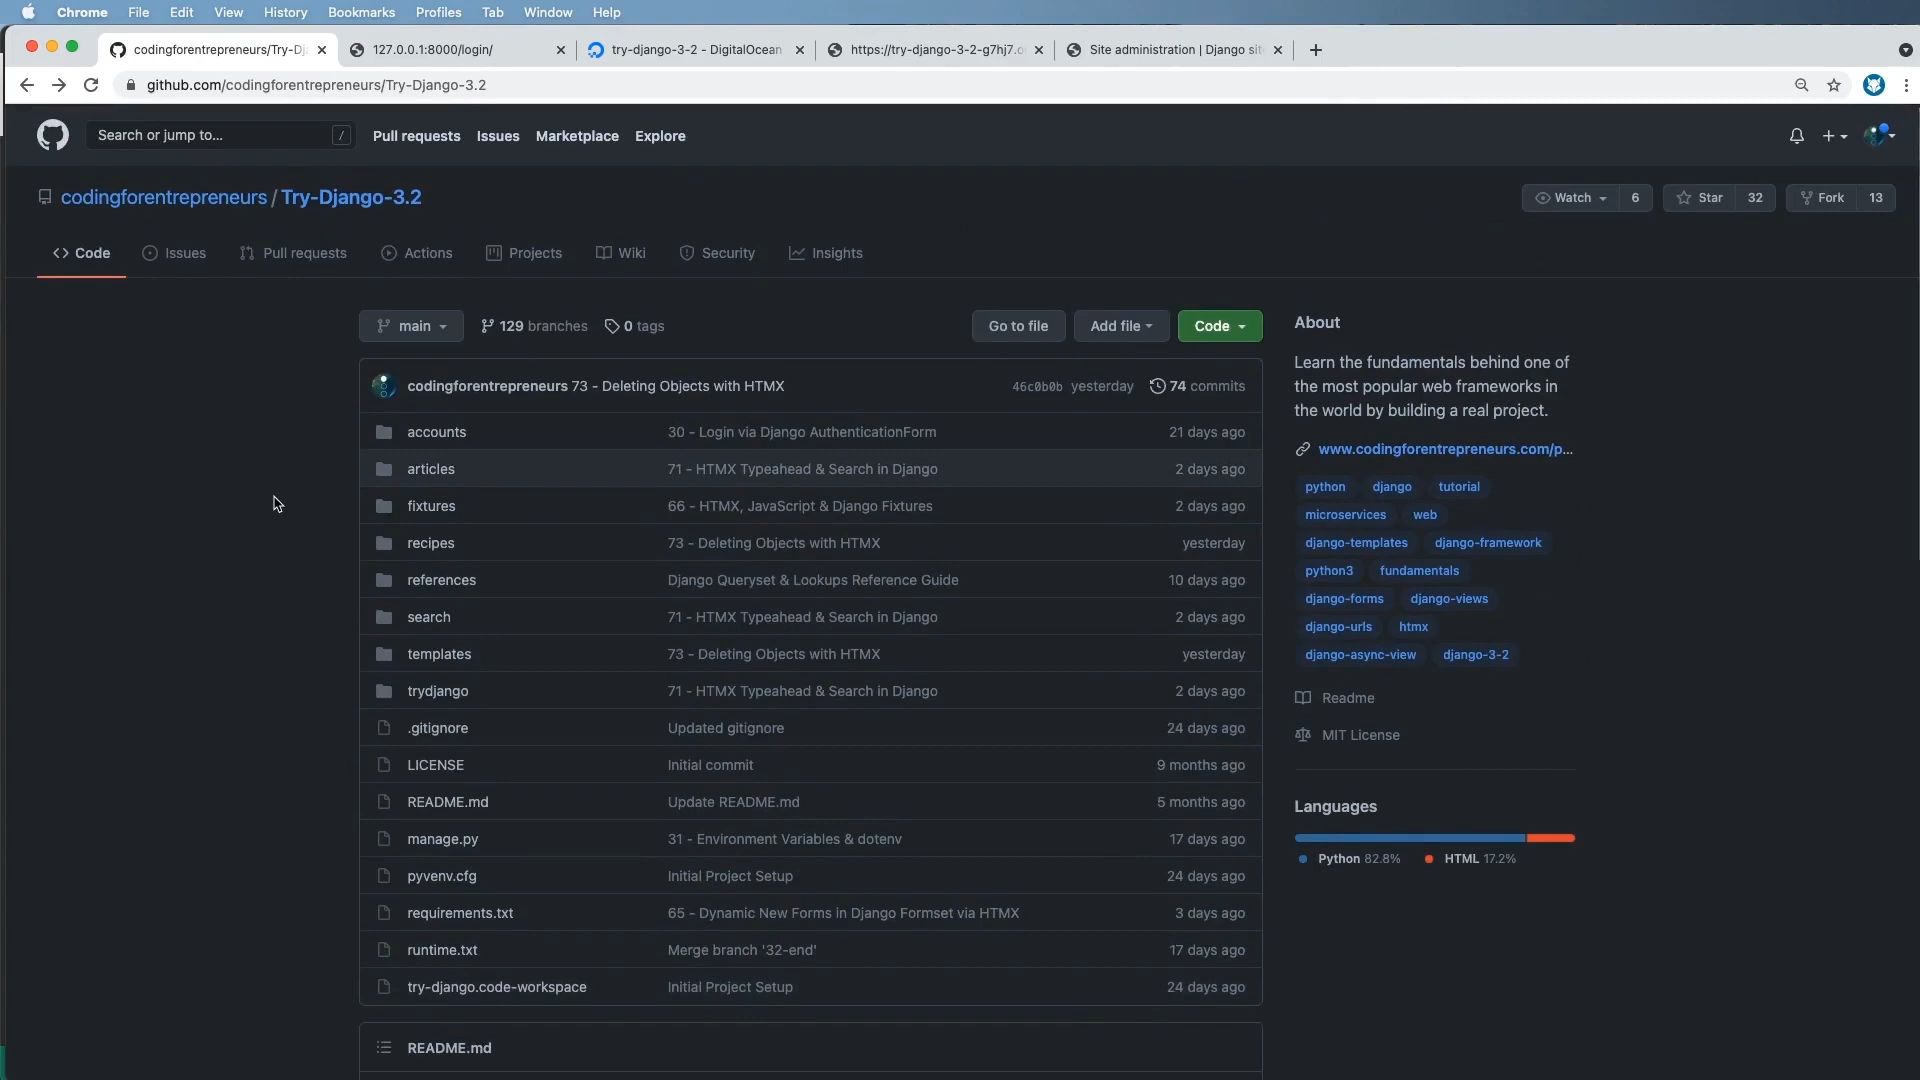 Chrome File Edit View History Bookmarks Profiles Tab Window Help
codingforentrepreneurs/Try-Dj
127.0.0.1:8000/login/
try-django-3-2 - DigitalOcean
https://try-django-3-2-g7hj7.o
Site administration | Django sit
github.com/codingforentrepreneurs/Try-Django-3.2
Search or jump to... /
Pull requests Issues Marketplace Explore
codingforentrepreneurs / Try-Django-3.2
Watch 6 Star 32 Fork 13
Code Issues Pull requests Actions Projects Wiki Security Insights
main 129 branches 0 tags Go to file Add file Code
codingforentrepreneurs 73 - Deleting Objects with HTMX 46c0b0b yesterday 74 commits
accounts 30 - Login via Django AuthenticationForm 21 days ago
articles 71 - HTMX Typeahead & Search in Django 2 days ago
fixtures 66 - HTMX, JavaScript & Django Fixtures 2 days ago
recipes 73 - Deleting Objects with HTMX yesterday
references Django Queryset & Lookups Reference Guide 10 days ago
search 71 - HTMX Typeahead & Search in Django 2 days ago
templates 73 - Deleting Objects with HTMX yesterday
trydjango 71 - HTMX Typeahead & Search in Django 2 days ago
.gitignore Updated gitignore 24 days ago
LICENSE Initial commit 9 months ago
README.md Update README.md 5 months ago
manage.py 31 - Environment Variables & dotenv 17 days ago
pyvenv.cfg Initial Project Setup 24 days ago
requirements.txt 65 - Dynamic New Forms in Django Formset via HTMX 3 days ago
runtime.txt Merge branch '32-end' 17 days ago
try-django.code-workspace Initial Project Setup 24 days ago
README.md
About
Learn the fundamentals behind one of
the most popular web frameworks in
the world by building a real project.
www.codingforentrepreneurs.com/p...
python django tutorial
microservices web
django-templates django-framework
python3 fundamentals
django-forms django-views
django-urls htmx
django-async-view django-3-2
Readme
MIT License
Languages
Python 82.8% HTML 17.2%